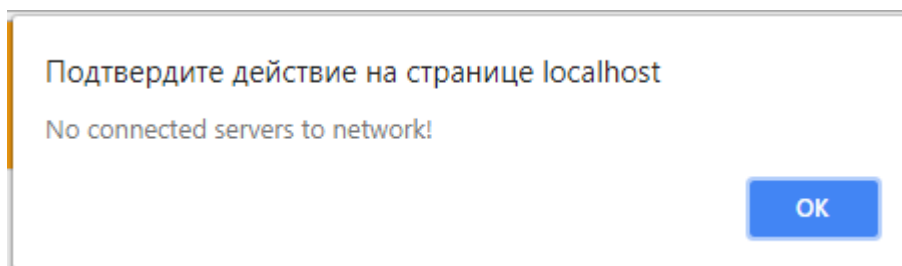 Подтвердите действие на странице localhost
No connected servers to network!
OK